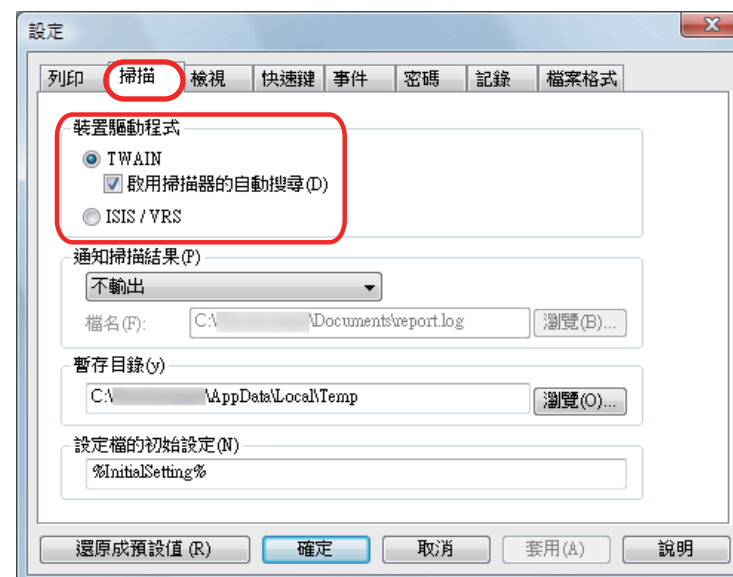 設定
列印 掃描 檢視 快速鍵 事件 密碼 記錄 檔案格式
裝置驅動程式
TWAIN
啟用掃描器的自動搜尋(D)
ISIS / VRS
通知掃描結果(P)
不輸出
檔名(F): C:\ \Documents\report.log 瀏覽(B)...
暫存目錄(y)
C:\ \AppData\Local\Temp 瀏覽(O)...
設定檔的初始設定(N)
%InitialSetting%
還原成預設值(R) 確定 取消 套用(A) 說明